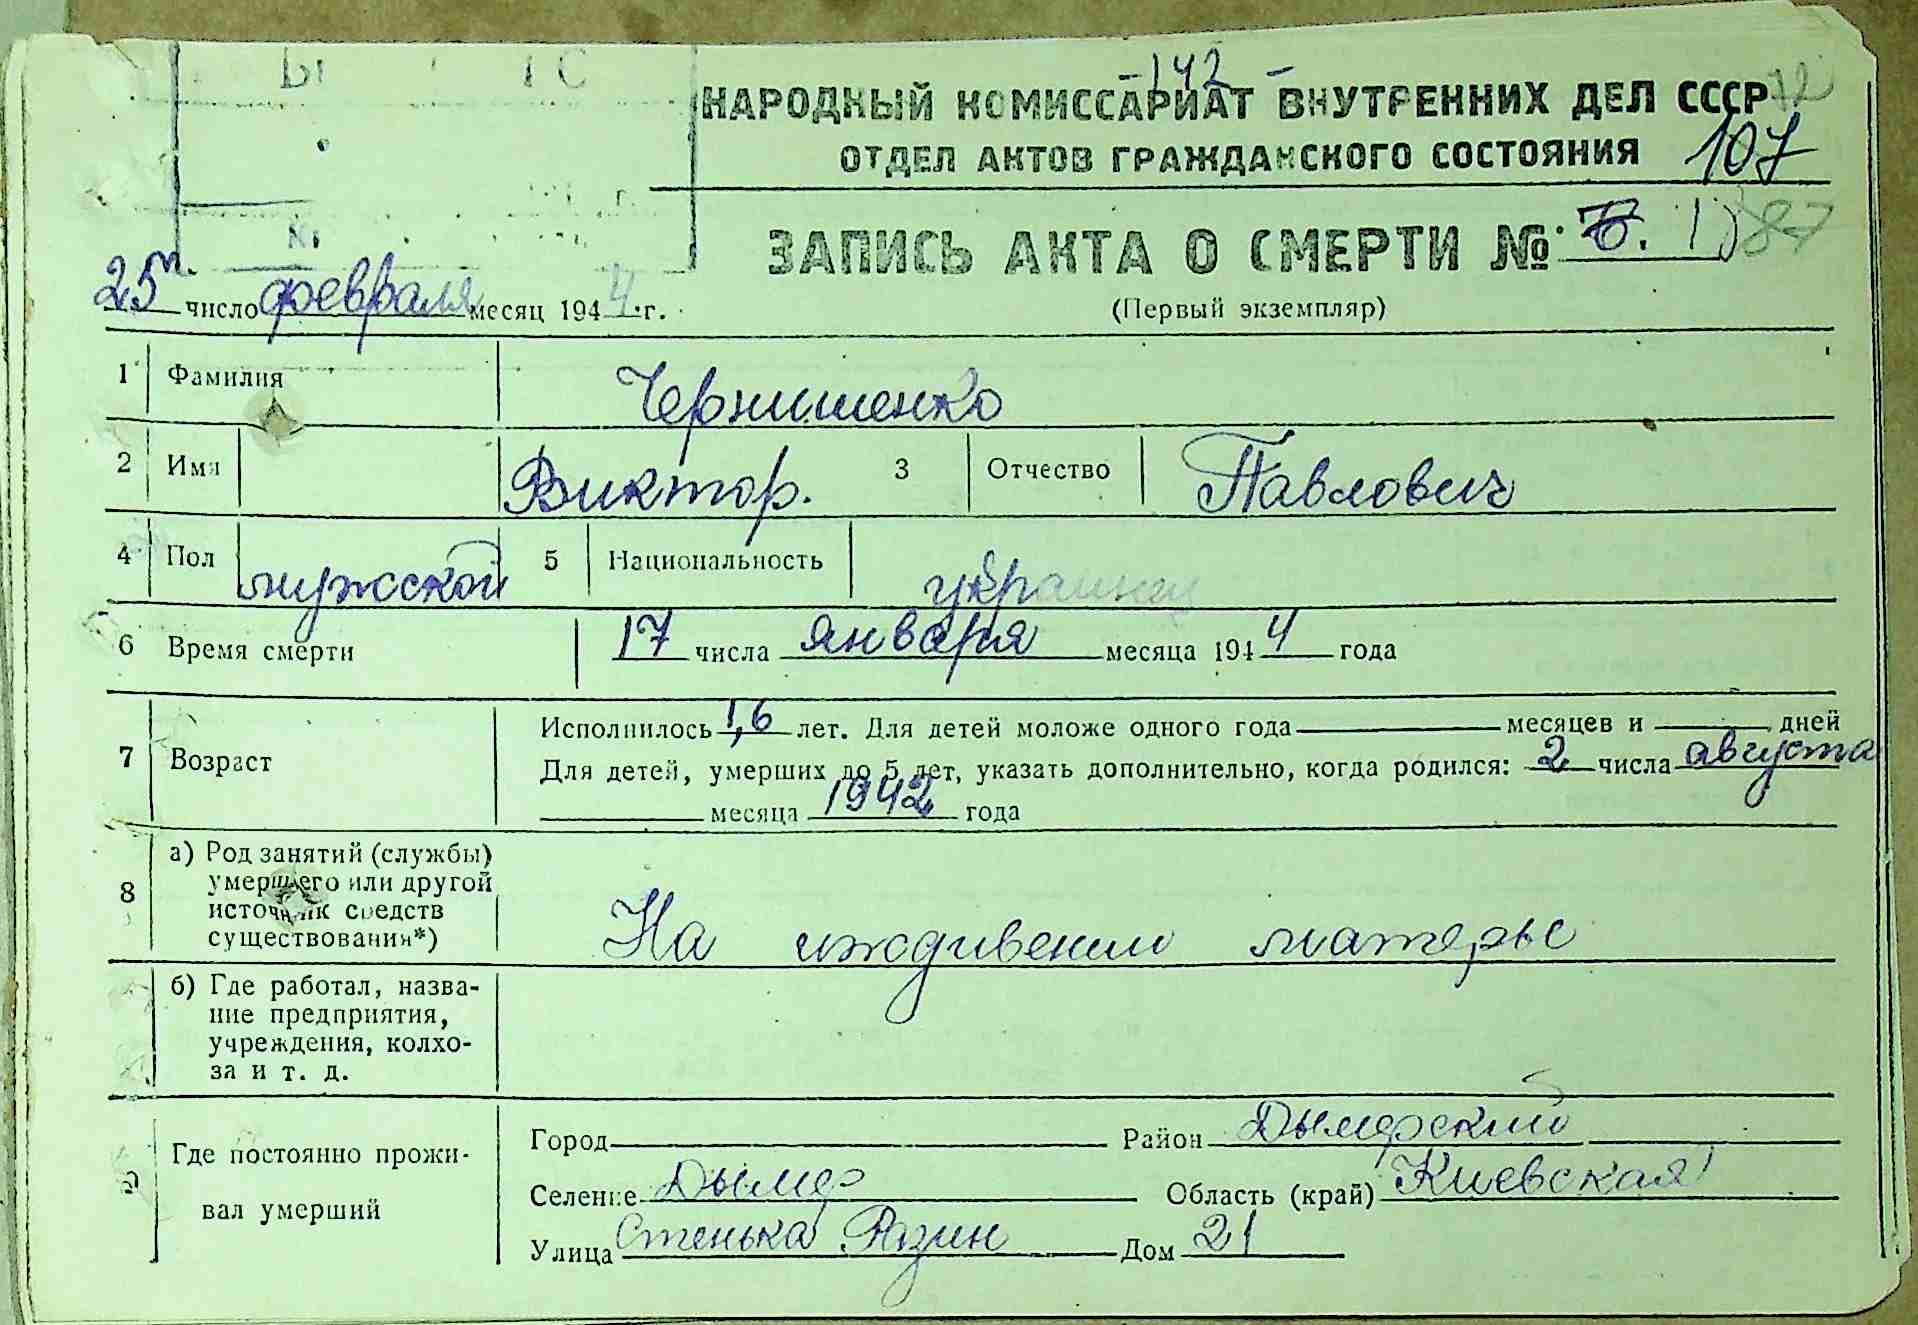 - 142 -
НАРОДНЫЙ КОМИССАРИАТ ВНУТРЕННИХ ДЕЛ СССР
ОТДЕЛ АКТОВ ГРАЖДАНСКОГО СОСТОЯНИЯ 107
ЗАПИСЬ АКТА О СМЕРТИ № 87
25 число февраля месяц 1944 г.
(Первый экземпляр)
1 Фамилия Чернишенко
2 Имя Виктор. 3 Отчество Павлович
4 Пол мужской 5 Национальность украинец
6 Время смерти 17 числа января месяца 1944 года
7 Возраст Исполнилось 1,6 лет. Для детей моложе одного года месяцев и дней
Для детей, умерших до 5 лет, указать дополнительно, когда родился: 2 числа августа
месяца 1942 года
8 а) Род занятий (службы)
умершего или другой
источник средств
существования*) На иждивении матерье
б) Где работал, назва-
ние предприятия,
учреждения, колхо-
за и т. д.
9 Где постоянно прожи-
вал умерший
Город Район Дымерский
Селение Дымер Область (край) Киевская
Улица Стенька Разин Дом 21